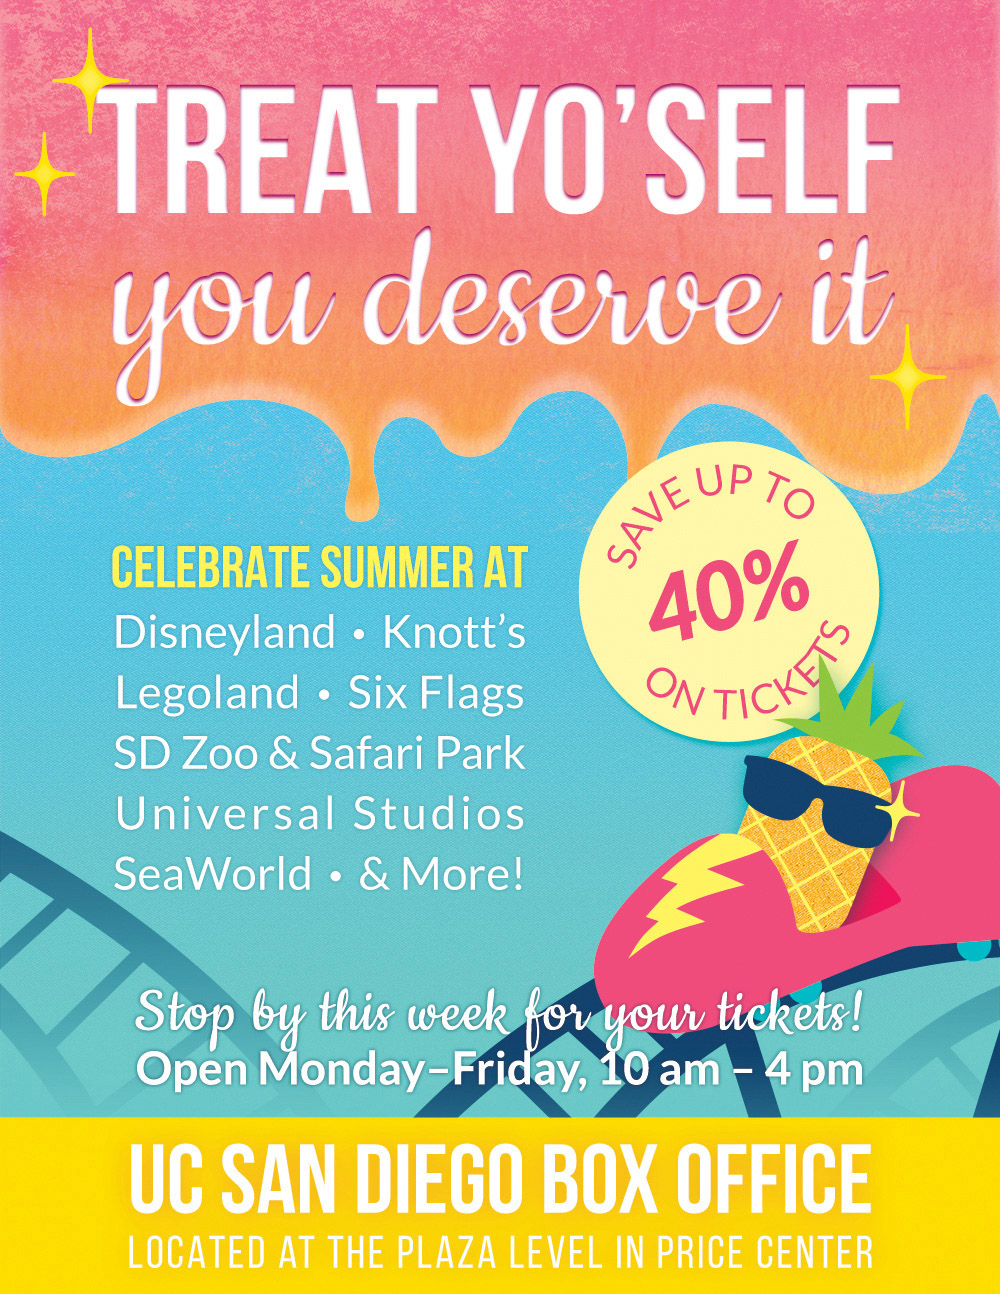 TREAT YO'SELF
you deserve it
SAVE UP TO
40%
ON TICKETS
CELEBRATE SUMMER AT
Disneyland • Knott's
Legoland • Six Flags
SD Zoo & Safari Park
Universal Studios
SeaWorld • & More!
Stop by this week for your tickets!
Open Monday–Friday, 10 am – 4 pm
UC SAN DIEGO BOX OFFICE
LOCATED AT THE PLAZA LEVEL IN PRICE CENTER